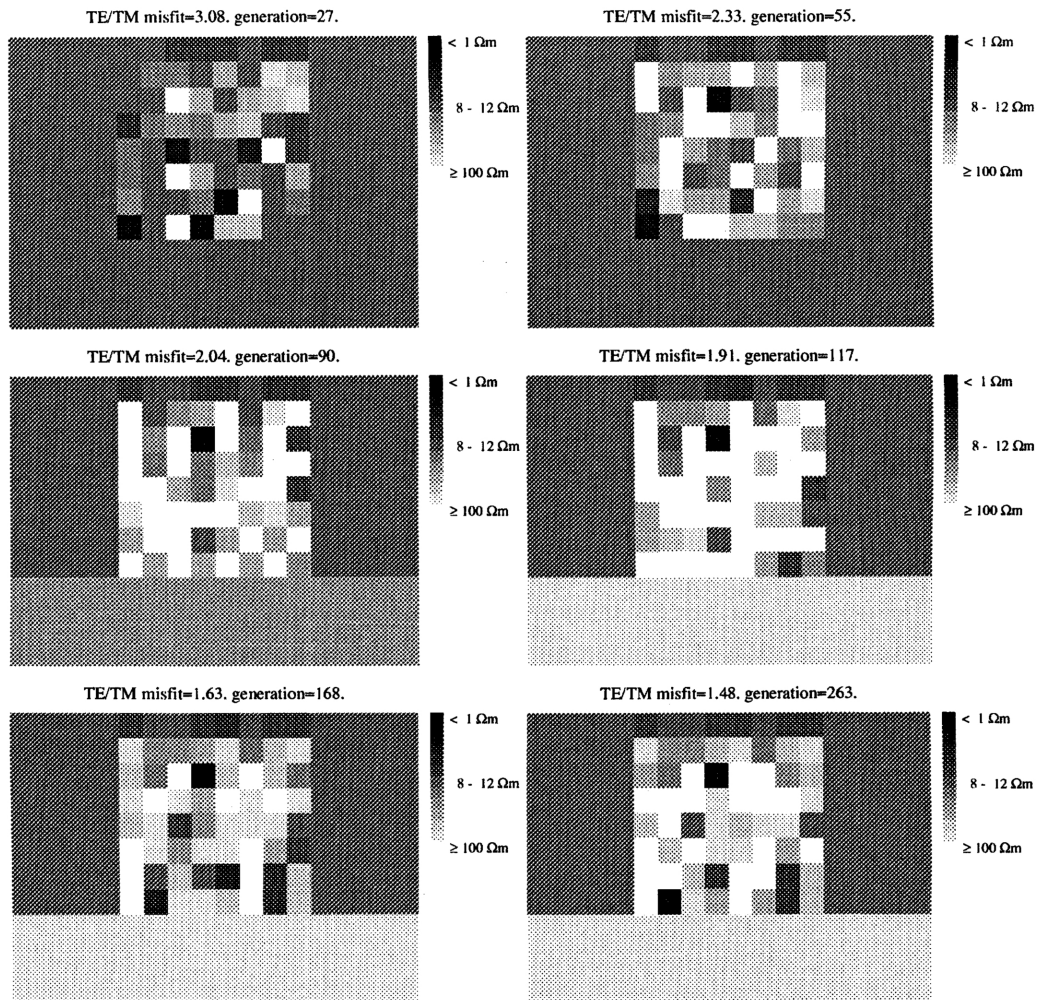 TE/TM misfit=3.08. generation=27.
< 1 Ωm
8 - 12 Ωm
≥ 100 Ωm
TE/TM misfit=2.33. generation=55.
< 1 Ωm
8 - 12 Ωm
≥ 100 Ωm
TE/TM misfit=2.04. generation=90.
< 1 Ωm
8 - 12 Ωm
≥ 100 Ωm
TE/TM misfit=1.91. generation=117.
< 1 Ωm
8 - 12 Ωm
≥ 100 Ωm
TE/TM misfit=1.63. generation=168.
< 1 Ωm
8 - 12 Ωm
≥ 100 Ωm
TE/TM misfit=1.48. generation=263.
< 1 Ωm
8 - 12 Ωm
≥ 100 Ωm